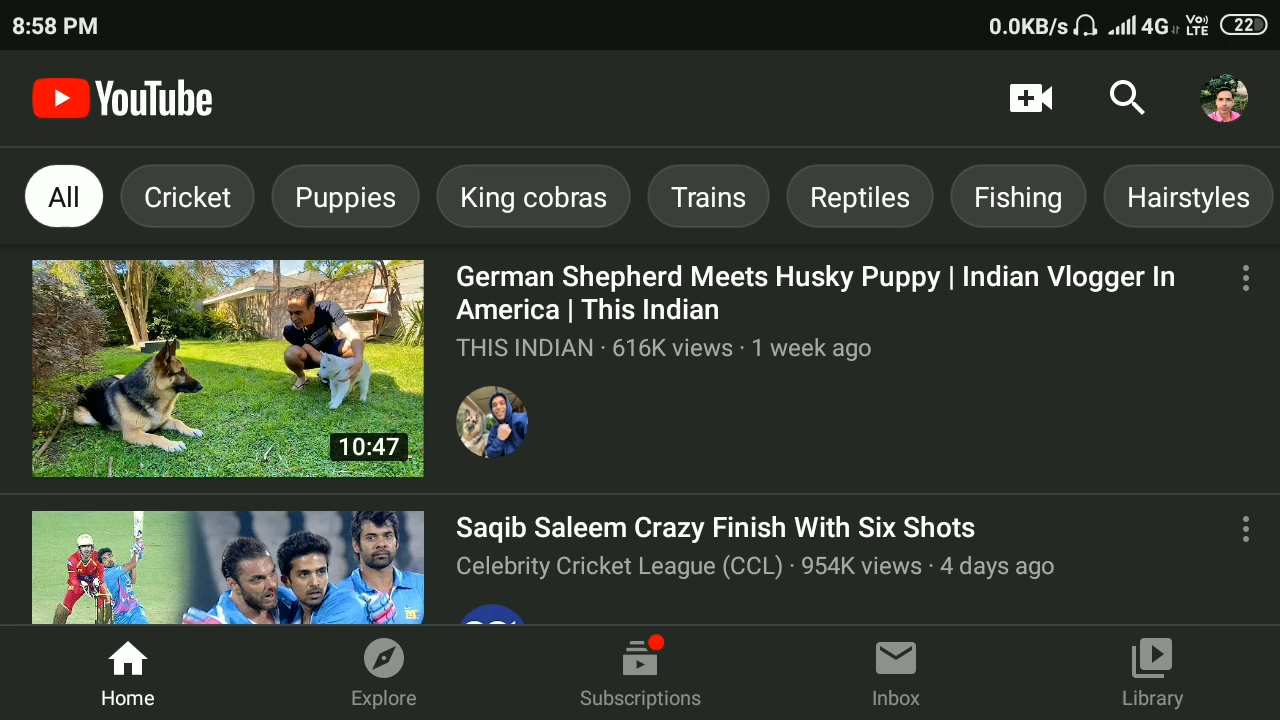 8:58 PM
0.0KB/s 4G Vo) LTE 22
YouTube
All Cricket Puppies King cobras Trains Reptiles Fishing Hairstyles
German Shepherd Meets Husky Puppy | Indian Vlogger In
America | This Indian
THIS INDIAN · 616K views · 1 week ago
10:47
Saqib Saleem Crazy Finish With Six Shots
Celebrity Cricket League (CCL) · 954K views · 4 days ago
Home Explore Subscriptions Inbox Library